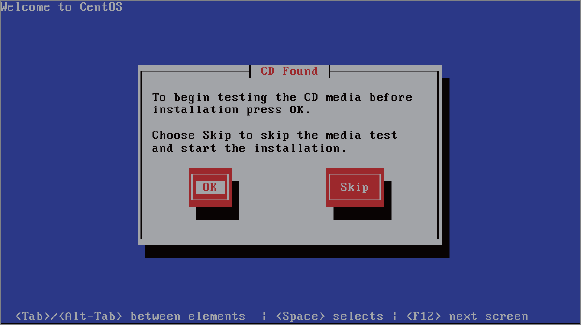 Welcome to CentOS
CD Found
To begin testing the CD media before
installation press OK.
Choose Skip to skip the media test
and start the installation.
OK
Skip
<Tab>/<Alt-Tab> between elements | <Space> selects | <F12> next screen